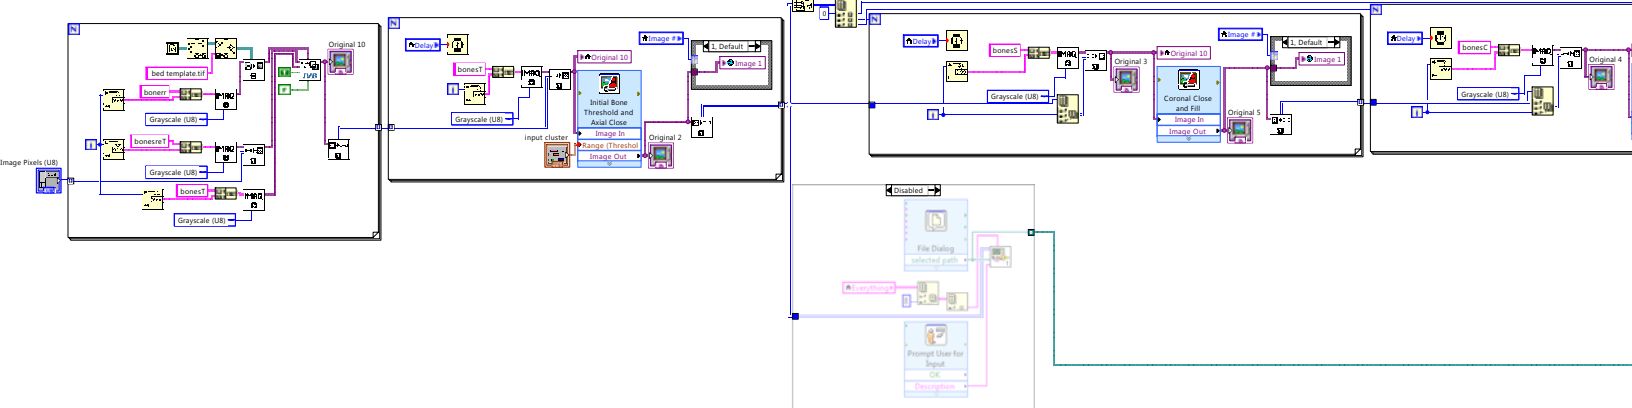 Image Pixels (U8)
bed template.tif
bonerr
Grayscale (U8)
bonesreT
Grayscale (U8)
bonesT
Grayscale (U8)
Original 10
Delay
bonesT
Grayscale (U8)
input cluster
Original 10
Initial Bone
Threshold and
Axial Close
Image In
Range (Threshol
Image Out
Original 2
Image #
1, Default
Image 1
0
Delay
bonesS
Grayscale (U8)
Original 3
Original 10
Coronal Close
and Fill
Image In
Image Out
Original 5
Image #
1, Default
Image 1
Delay
bonesC
Grayscale (U8)
Original 4
Disabled
File Dialog
selected path
Everything
Prompt User for
Input
OK
Description